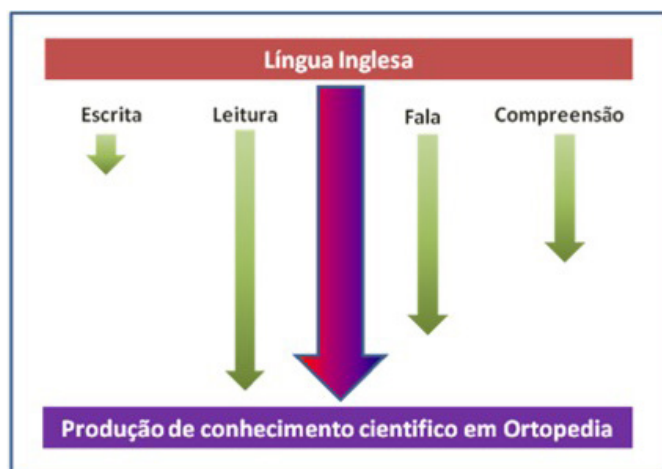 Língua Inglesa
Escrita
Leitura
Fala
Compreensão
Produção de conhecimento cientifico em Ortopedia